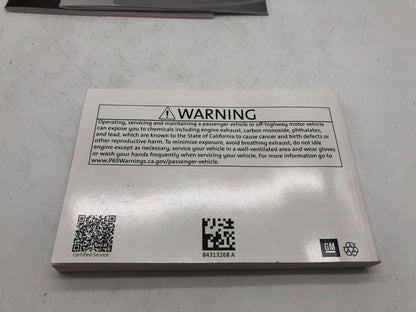 WARNING
Operating, servicing and maintaining a passenger vehicle or off-highway motor vehicle
can expose you to chemicals including engine exhaust, carbon monoxide, phthalates,
and lead, which are known to the State of California to cause cancer and birth defects or
other reproductive harm. To minimize exposure, avoid breathing exhaust, do not idle
engine except as necessary, service your vehicle in a well-ventilated area and wear gloves
or wash your hands frequently when servicing your vehicle. For more information go to
www.P65Warnings.ca.gov/passenger-vehicle.
Certified Service
84313268 A
GM